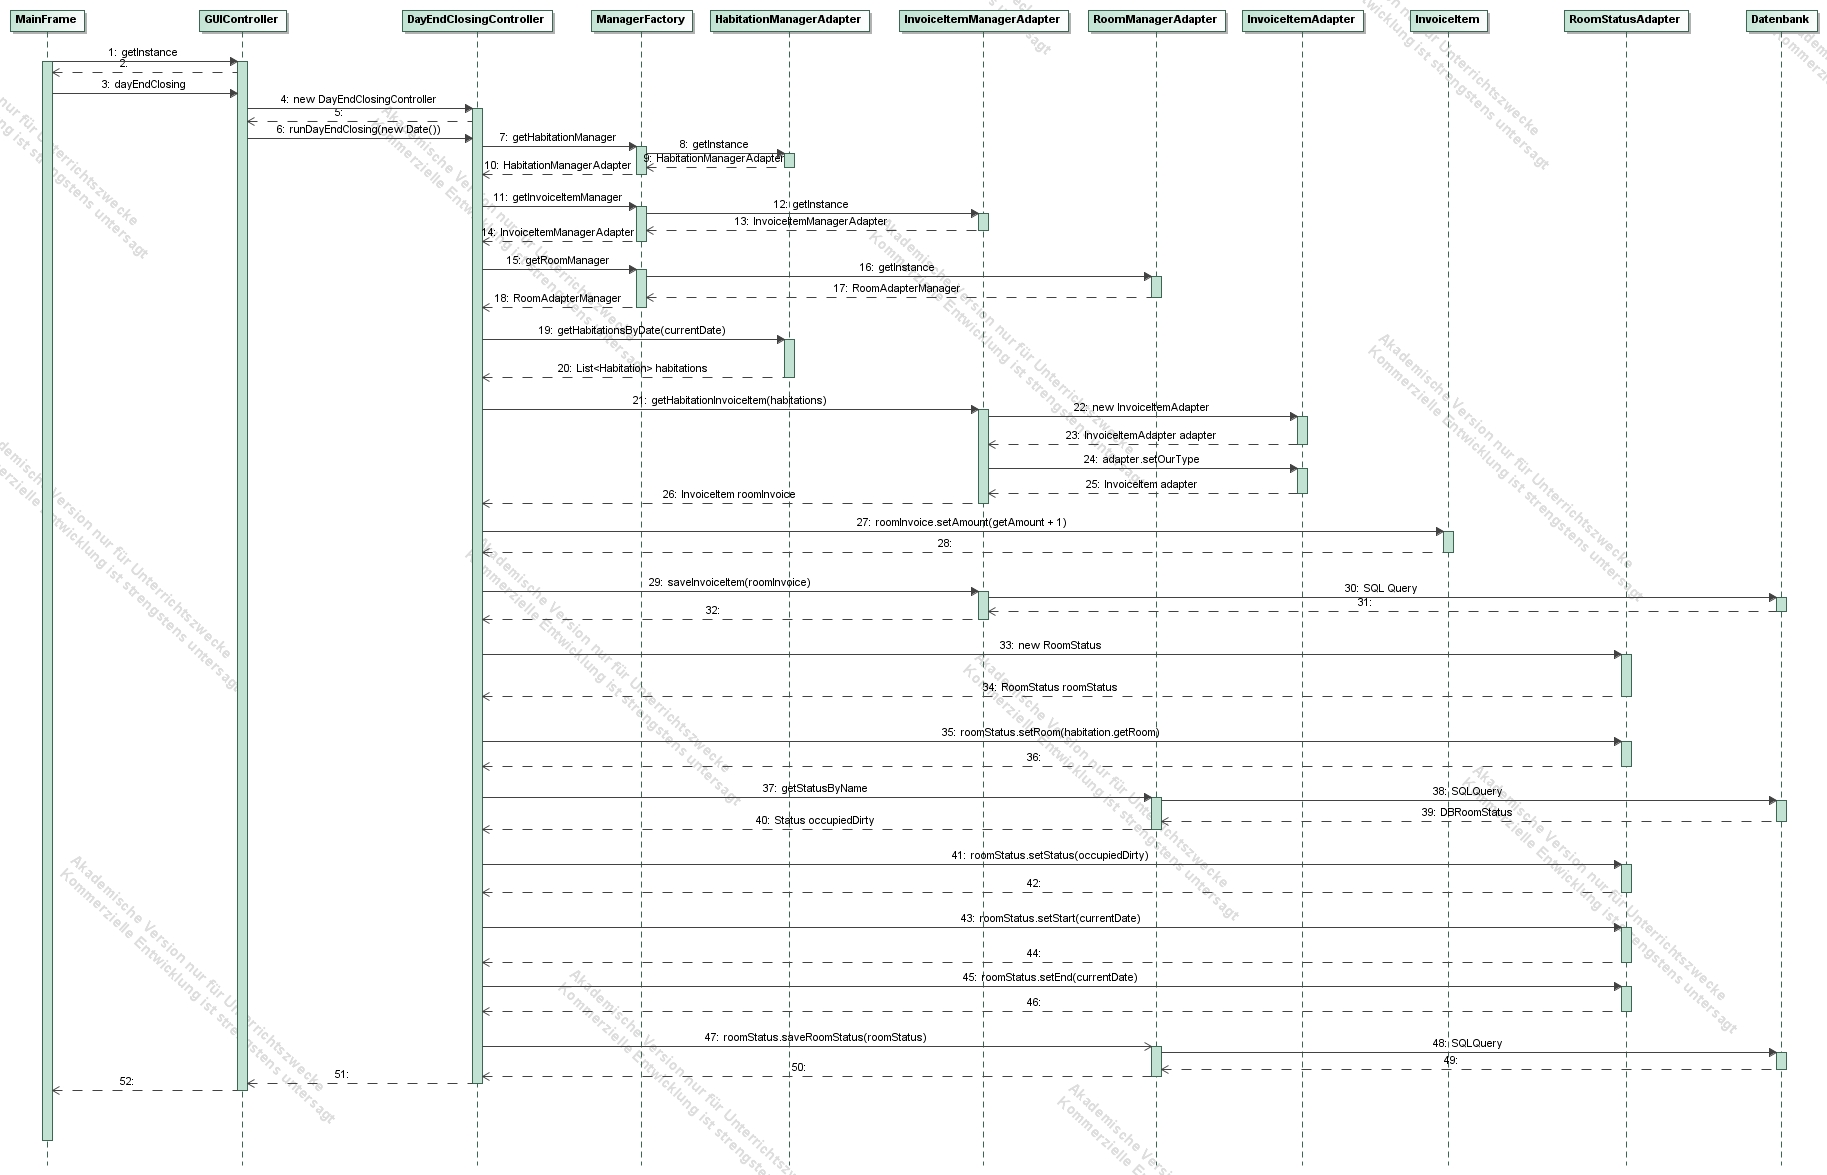 MainFrame
GUIController
DayEndClosingController
ManagerFactory
HabitationManagerAdapter
InvoiceItemManagerAdapter
RoomManagerAdapter
InvoiceItemAdapter
InvoiceItem
RoomStatusAdapter
Datenbank
1: getInstance
2:
3: dayEndClosing
4: new DayEndClosingController
5:
6: runDayEndClosing(new Date())
7: getHabitationManager
8: getInstance
9: HabitationManagerAdapter
10: HabitationManagerAdapter
11: getInvoiceItemManager
12: getInstance
13: InvoiceItemManagerAdapter
14: InvoiceItemManagerAdapter
15: getRoomManager
16: getInstance
17: RoomAdapterManager
18: RoomAdapterManager
19: getHabitationsByDate(currentDate)
20: List<Habitation> habitations
21: getHabitationInvoiceItem(habitations)
22: new InvoiceItemAdapter
23: InvoiceItemAdapter adapter
24: adapter.setOurType
25: InvoiceItem adapter
26: InvoiceItem roomInvoice
27: roomInvoice.setAmount(getAmount + 1)
28:
29: saveInvoiceItem(roomInvoice)
30: SQL Query
31:
32:
33: new RoomStatus
34: RoomStatus roomStatus
35: roomStatus.setRoom(habitation.getRoom)
36:
37: getStatusByName
38: SQLQuery
39: DBRoomStatus
40: Status occupiedDirty
41: roomStatus.setStatus(occupiedDirty)
42:
43: roomStatus.setStart(currentDate)
44:
45: roomStatus.setEnd(currentDate)
46:
47: roomStatus.saveRoomStatus(roomStatus)
48: SQLQuery
49:
50:
51:
52:
Akademische Version nur für Unterrichtszwecke
Kommerzielle Entwicklung ist strengstens untersagt